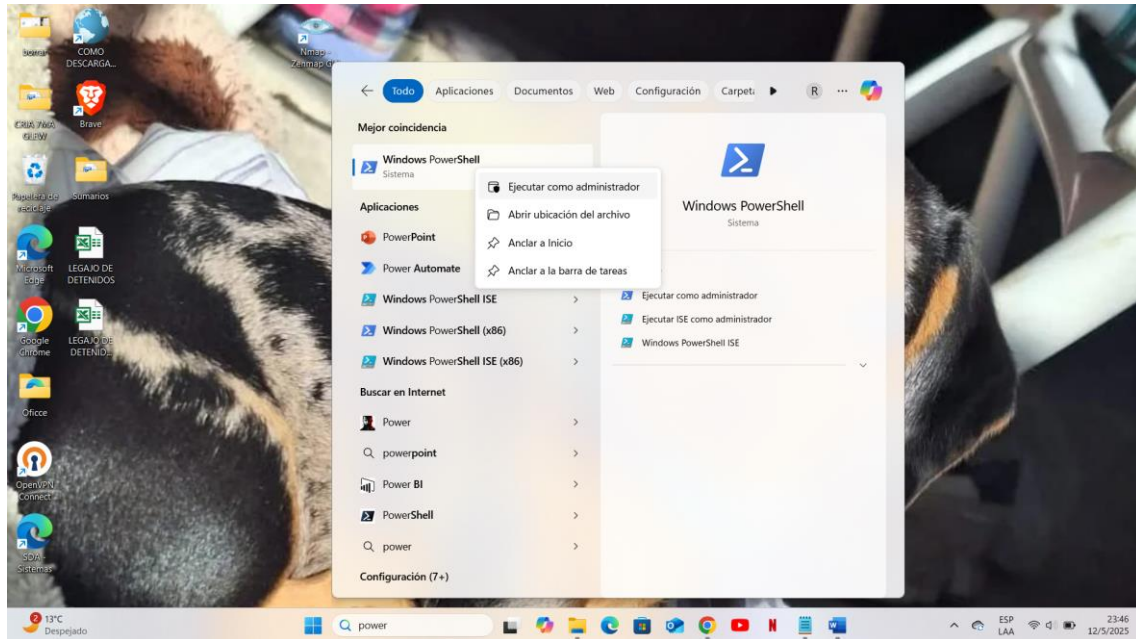 COMO
DESCARGA...
Nmap -
Brave
Papelera de
reciclaje
Sumarios
Microsoft
Edge
LEGAJO DE
DETENIDOS
Google
Chrome
LEGAJO DE
DETENID...
Oficce
OpenVPN
Connect
SDA -
Sistemas
Todo
Aplicaciones
Documentos
Web
Configuración
R
Mejor coincidencia
Windows PowerShell
Sistema
Aplicaciones
PowerPoint
Power Automate
Windows PowerShell ISE
Windows PowerShell (x86)
Windows PowerShell ISE (x86)
Buscar en Internet
Power
powerpoint
Power BI
PowerShell
power
Configuración (7+)
Ejecutar como administrador
Abrir ubicación del archivo
Anclar a Inicio
Anclar a la barra de tareas
Windows PowerShell
Sistema
Ejecutar como administrador
Ejecutar ISE como administrador
Windows PowerShell ISE
2
13°C
Despejado
power
ESP
LAA
23:46
12/5/2025